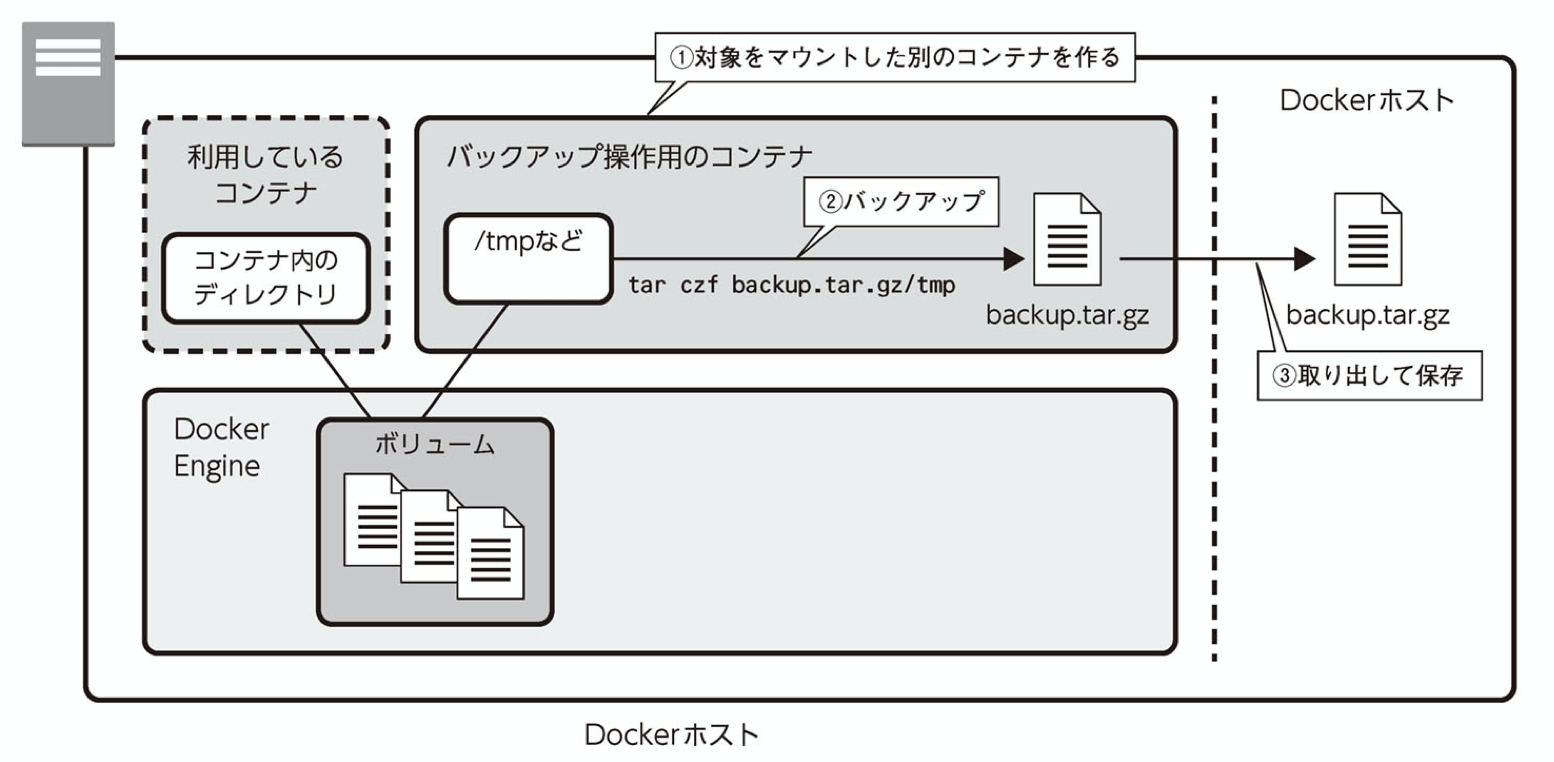 ①対象をマウントした別のコンテナを作る
Dockerホスト
利用している
コンテナ
バックアップ操作用のコンテナ
②バックアップ
コンテナ内の
ディレクトリ
/tmpなど
tar czf backup.tar.gz/tmp
backup.tar.gz
backup.tar.gz
③取り出して保存
Docker
Engine
ボリューム
Dockerホスト